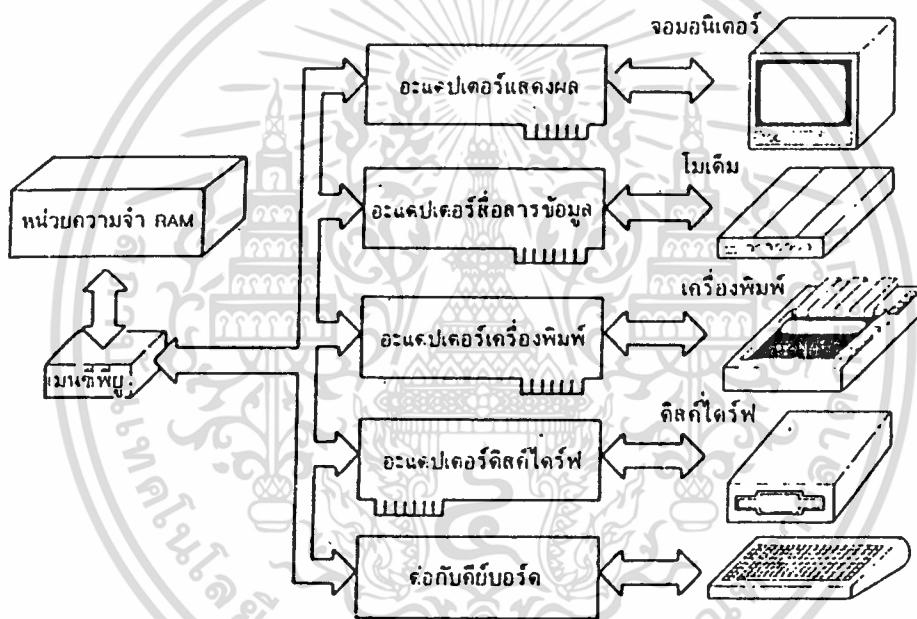 จอมอนิเตอร์
อะแดปเตอร์แสดงผล
โมเด็ม
หน่วยความจำ RAM
อะแดปเตอร์สื่อสารข้อมูล
เครื่องพิมพ์
เมนซีพียู
อะแดปเตอร์เครื่องพิมพ์
ดิสค์ไดร์ฟ
อะแดปเตอร์ดิสค์ไดร์ฟ
ต่อกับคีย์บอร์ด